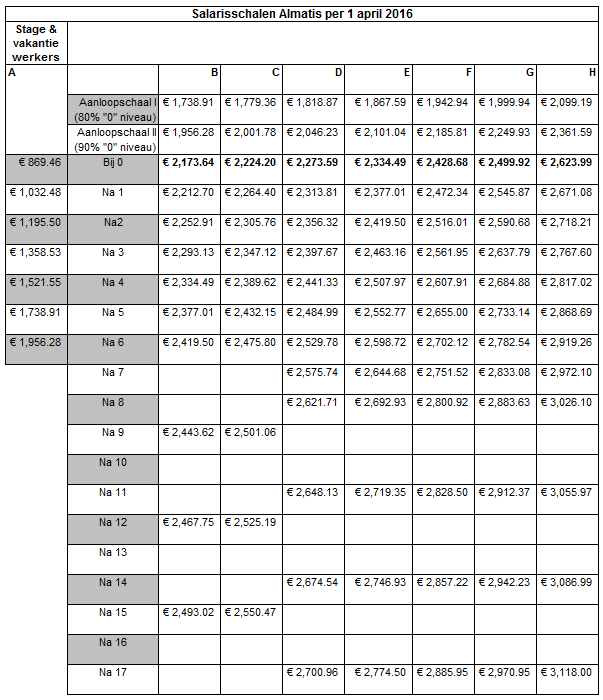 Salarisschalen Almatis per 1 april 2016
Stage &
vakantie
werkers
A B C D E F G H
Aanloopschaal I € 1,738.91 € 1,779.36 € 1,818.87 € 1,867.59 € 1,942.94 € 1,999.94 € 2,099.19
(80% "0" niveau)
Aanloopschaal II € 1,956.28 € 2,001.78 € 2,046.23 € 2,101.04 € 2,185.81 € 2,249.93 € 2,361.59
(90% "0" niveau)
€ 869.46 Bij 0 € 2,173.64 € 2,224.20 € 2,273.59 € 2,334.49 € 2,428.68 € 2,499.92 € 2,623.99
€ 1,032.48 Na 1 € 2,212.70 € 2,264.40 € 2,313.81 € 2,377.01 € 2,472.34 € 2,545.87 € 2,671.08
€ 1,195.50 Na2 € 2,252.91 € 2,305.76 € 2,356.32 € 2,419.50 € 2,516.01 € 2,590.68 € 2,718.21
€ 1,358.53 Na 3 € 2,293.13 € 2,347.12 € 2,397.67 € 2,463.16 € 2,561.95 € 2,637.79 € 2,767.60
€ 1,521.55 Na 4 € 2,334.49 € 2,389.62 € 2,441.33 € 2,507.97 € 2,607.91 € 2,684.88 € 2,817.02
€ 1,738.91 Na 5 € 2,377.01 € 2,432.15 € 2,484.99 € 2,552.77 € 2,655.00 € 2,733.14 € 2,868.69
€ 1,956.28 Na 6 € 2,419.50 € 2,475.80 € 2,529.78 € 2,598.72 € 2,702.12 € 2,782.54 € 2,919.26
Na 7 € 2,575.74 € 2,644.68 € 2,751.52 € 2,833.08 € 2,972.10
Na 8 € 2,621.71 € 2,692.93 € 2,800.92 € 2,883.63 € 3,026.10
Na 9 € 2,443.62 € 2,501.06
Na 10
Na 11 € 2,648.13 € 2,719.35 € 2,828.50 € 2,912.37 € 3,055.97
Na 12 € 2,467.75 € 2,525.19
Na 13
Na 14 € 2,674.54 € 2,746.93 € 2,857.22 € 2,942.23 € 3,086.99
Na 15 € 2,493.02 € 2,550.47
Na 16
Na 17 € 2,700.96 € 2,774.50 € 2,885.95 € 2,970.95 € 3,118.00